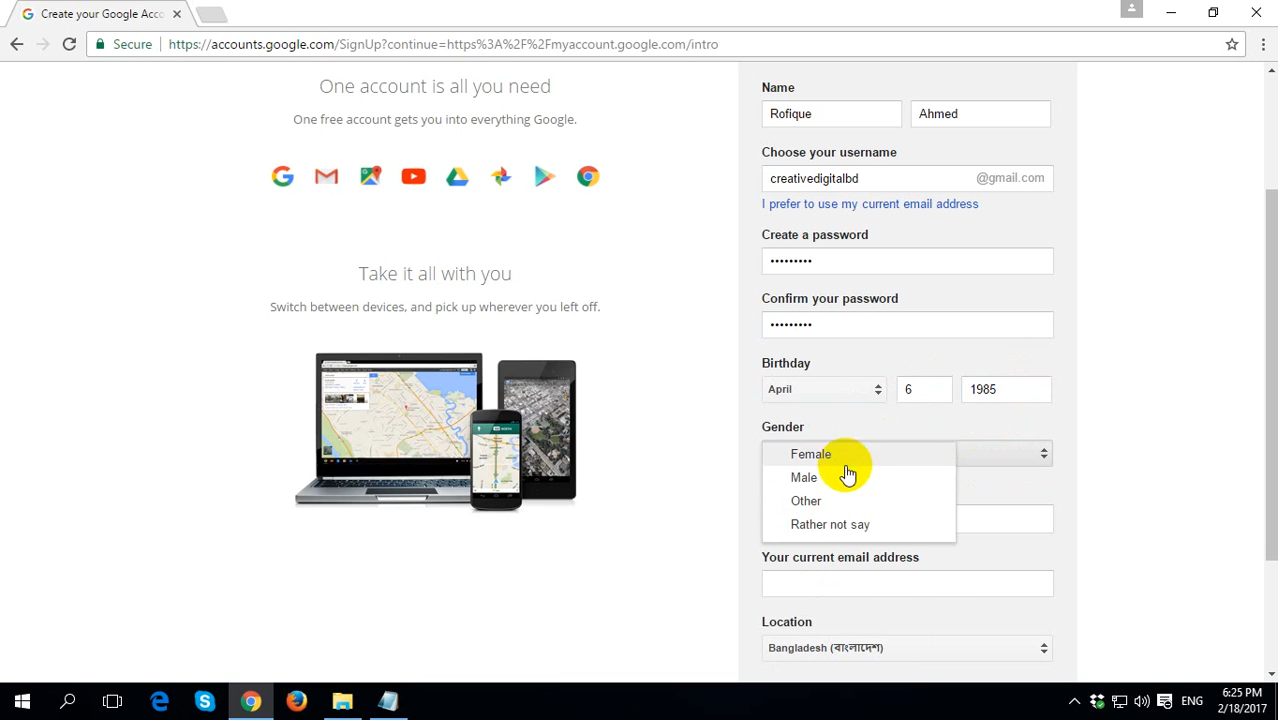 Create your Google Acco
Secure
https://accounts.google.com/SignUp?continue=https%3A%2F%2Fmyaccount.google.com/intro
One account is all you need
One free account gets you into everything Google.
Take it all with you
Switch between devices, and pick up wherever you left off.
Name
Rofique Ahmed
Choose your username
creativedigitalbd @gmail.com
I prefer to use my current email address
Create a password
•••••••••
Confirm your password
•••••••••
Birthday
April 6 1985
Gender
Female
Male
Other
Rather not say
Your current email address
Location
Bangladesh (বাংলাদেশ)
ENG
6:25 PM
2/18/2017